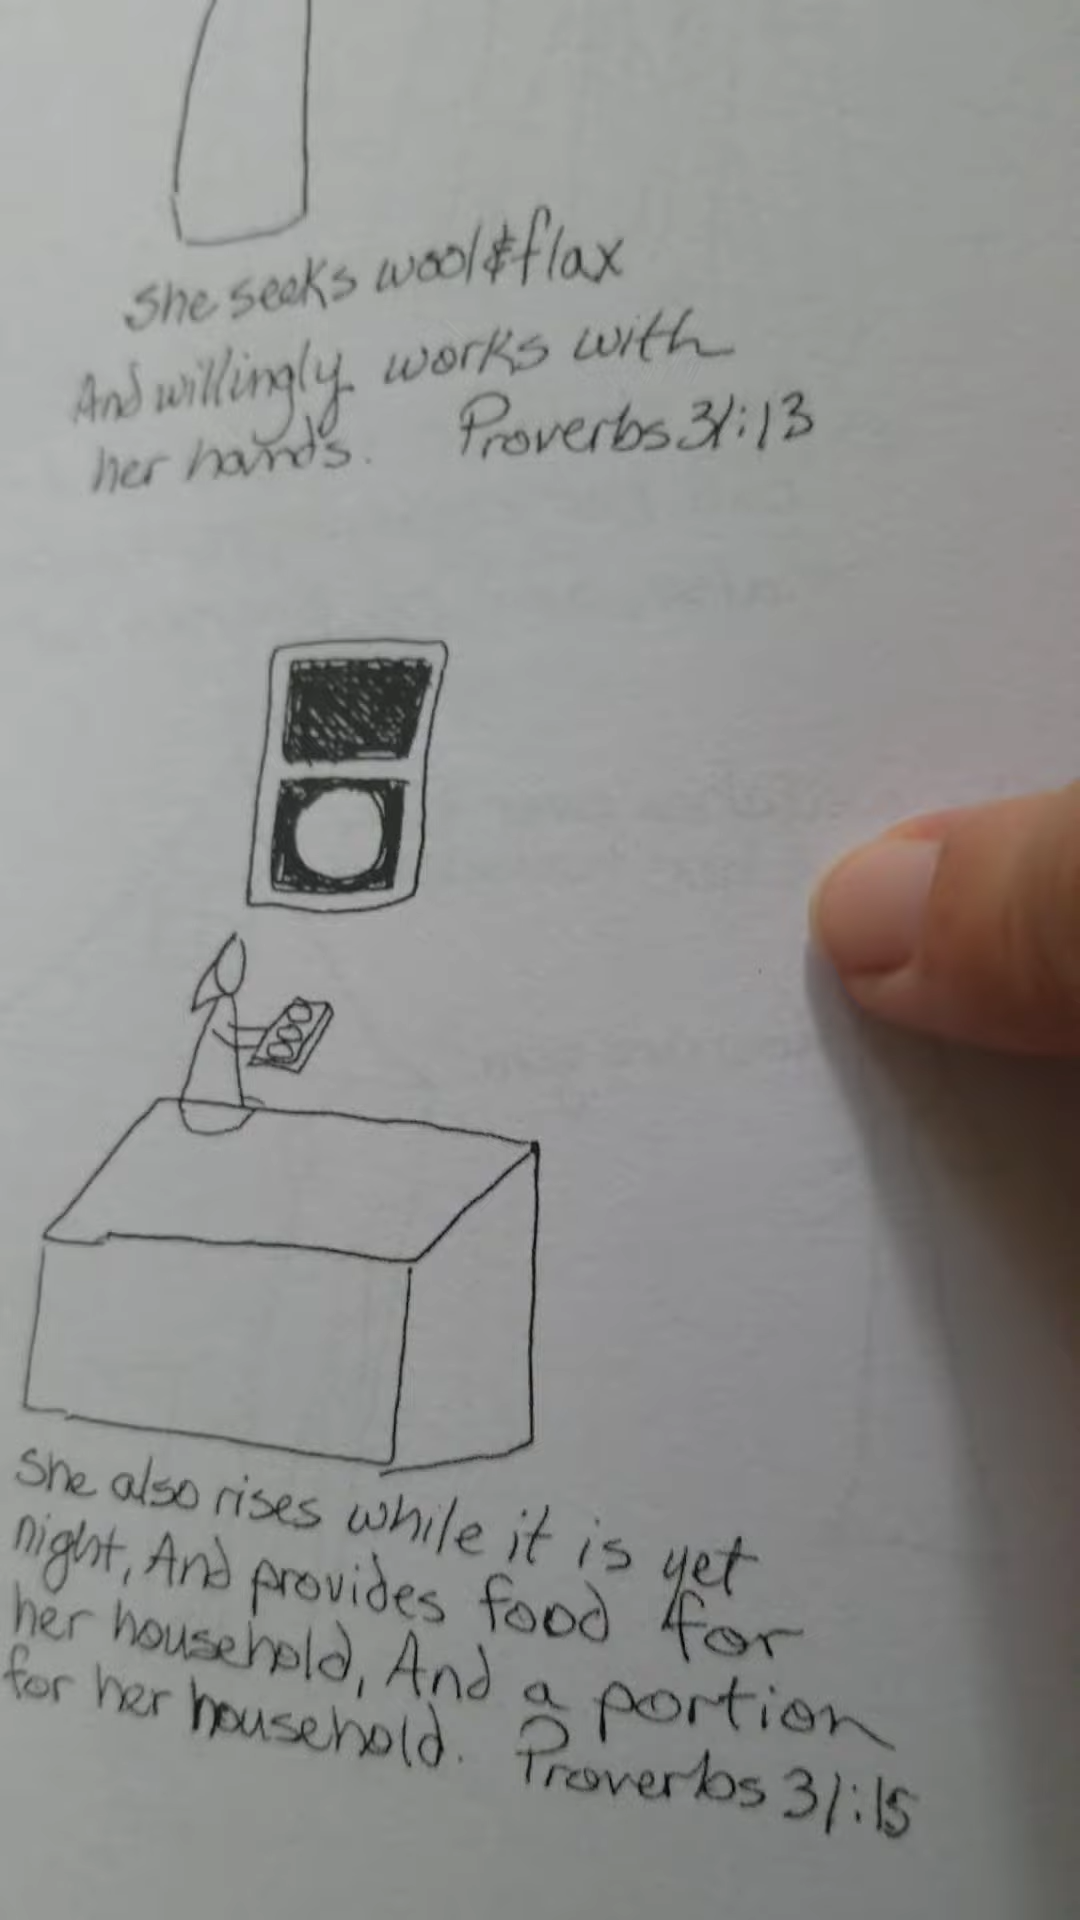 She seeks wool & flax
And willingly works with
her hands. Proverbs 31:13
She also rises while it is yet
night, And provides food for
her household, And a portion
for her household. Proverbs 31:15